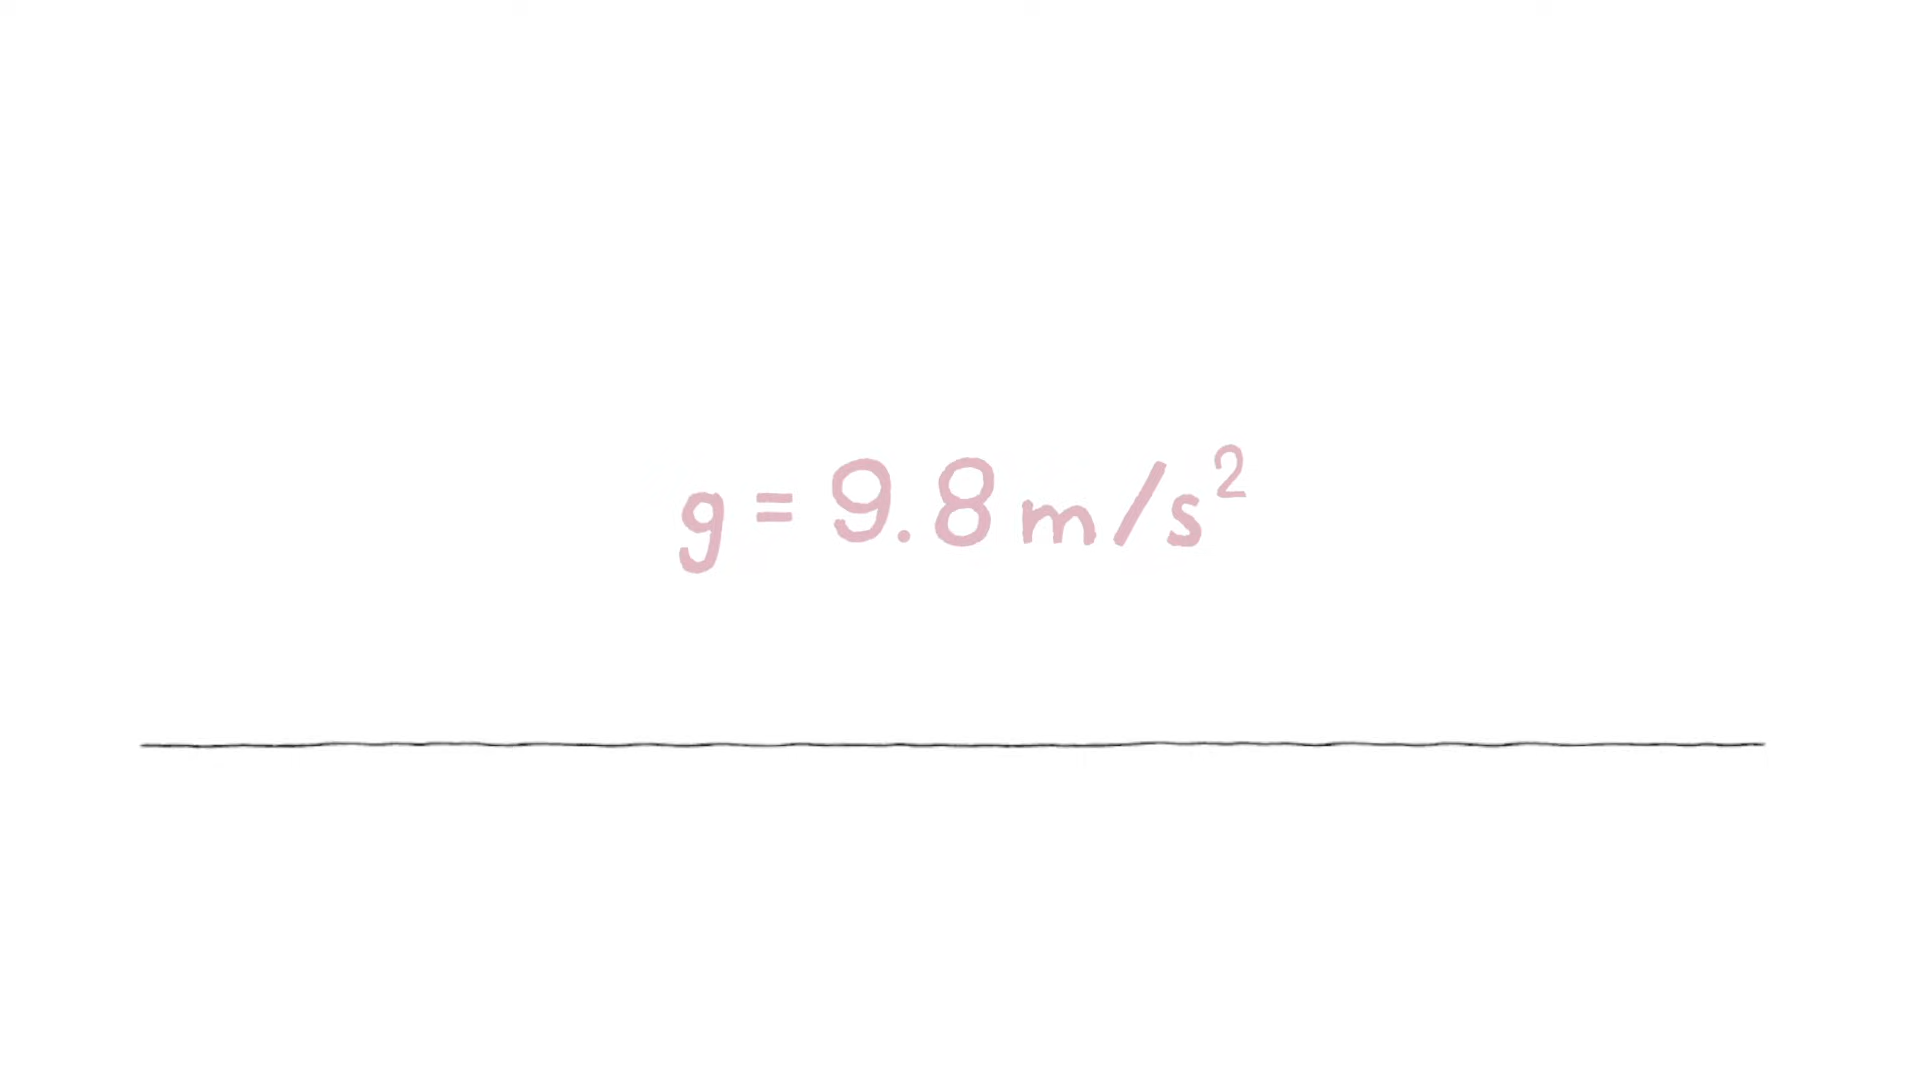 g = 9.8 m/s²